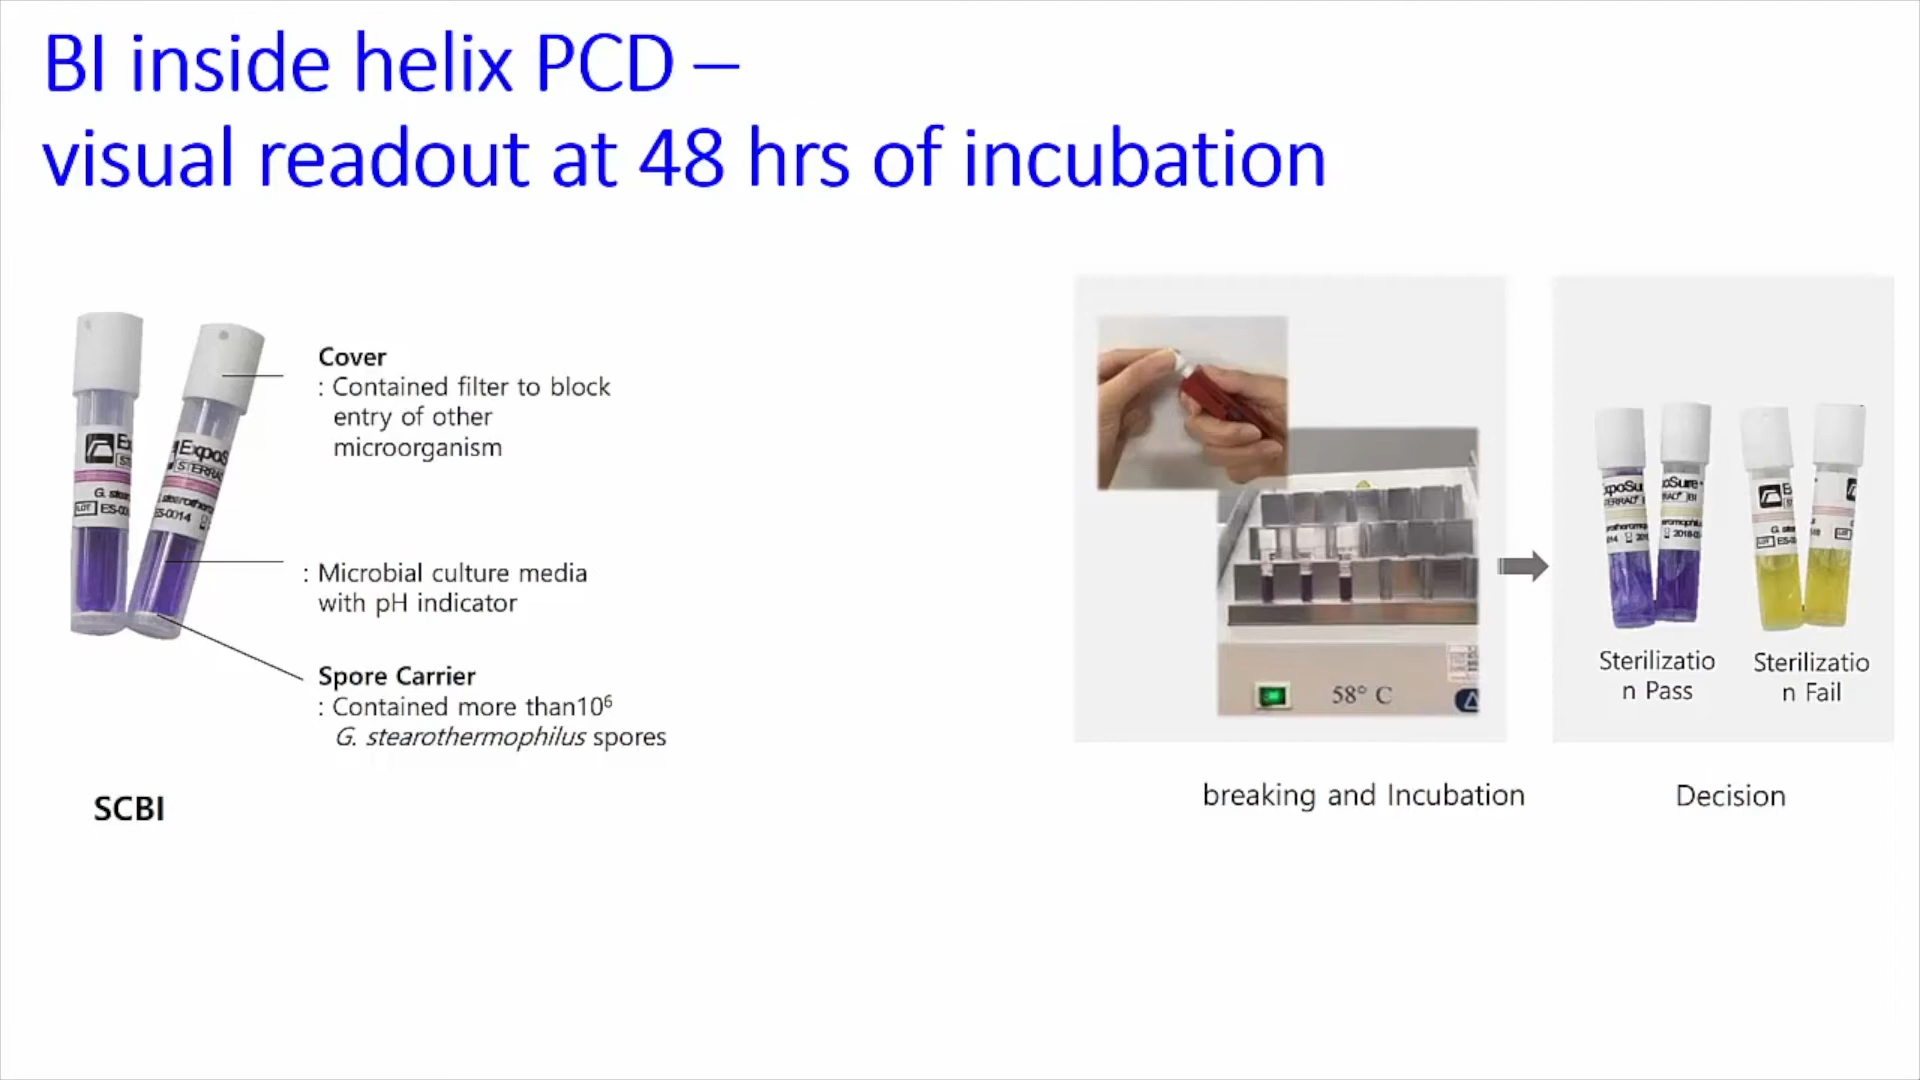 BI inside helix PCD –
visual readout at 48 hrs of incubation
Cover
: Contained filter to block
entry of other
microorganism
: Microbial culture media
with pH indicator
Spore Carrier
: Contained more than10⁶
G. stearothermophilus spores
SCBI
ES-0014
58° C
Sterilizatio
n Pass
Sterilizatio
n Fail
breaking and Incubation
Decision